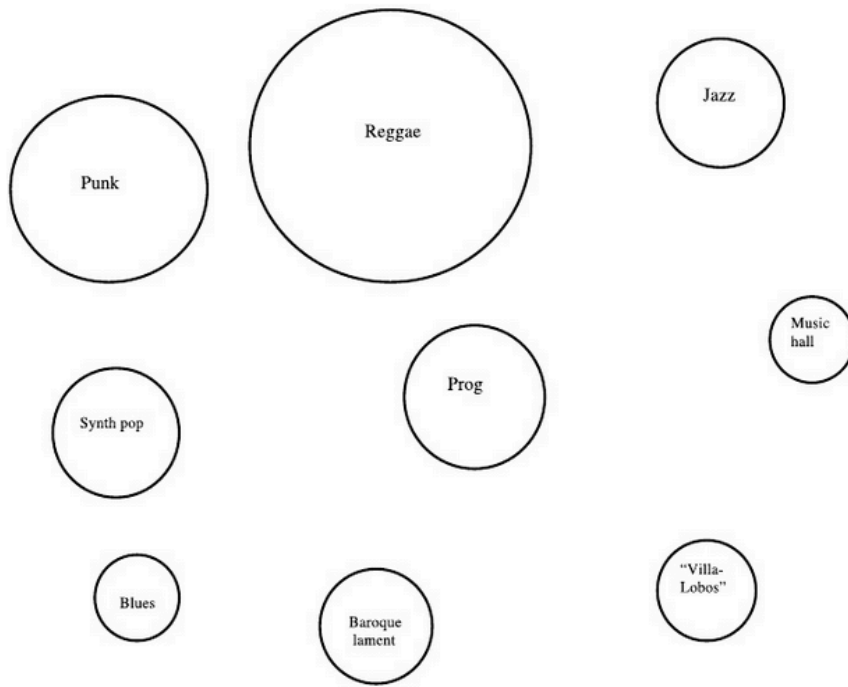 Jazz
Reggae
Punk
Music
hall
Prog
Synth pop
“Villa-
Lobos”
Blues
Baroque
lament